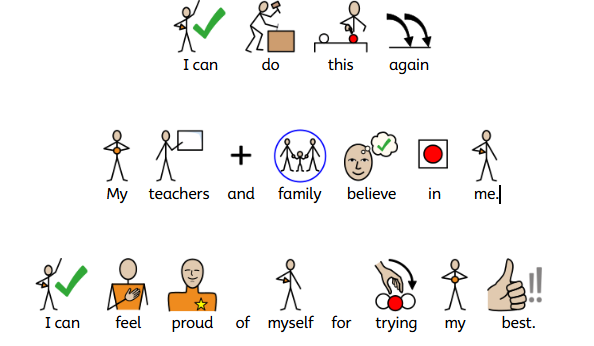 I can do this again
My teachers and family believe in me.
I can feel proud of myself for trying my best.